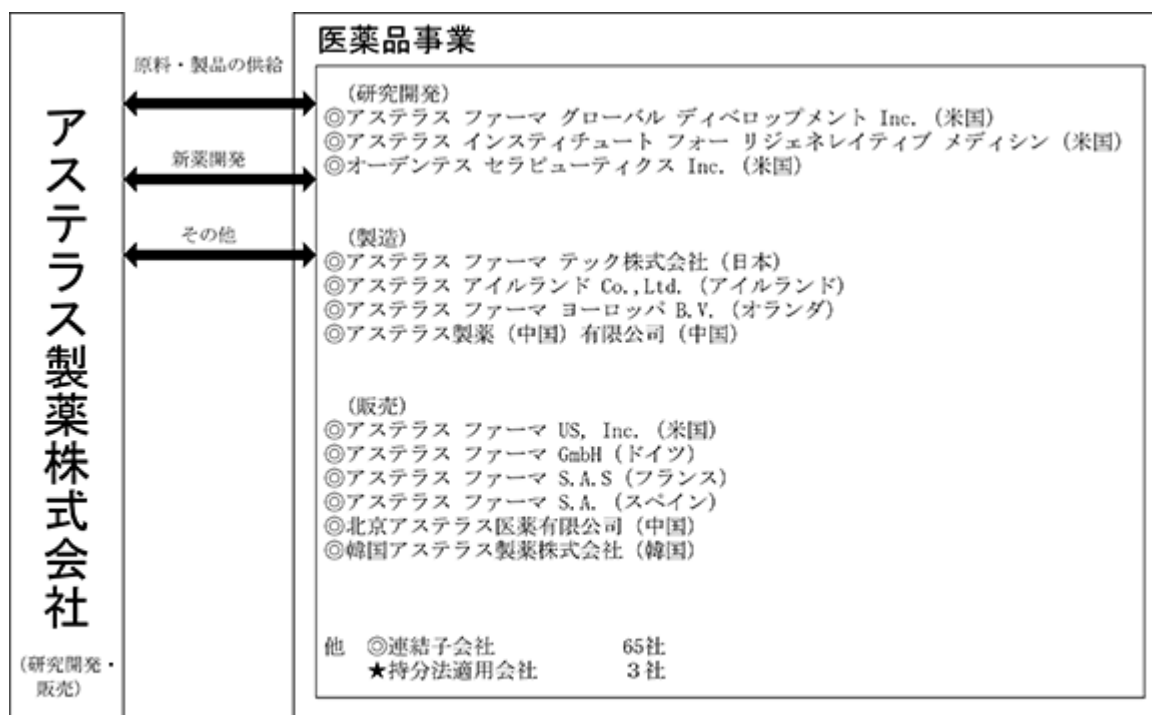 アステラス製薬株式会社
(研究開発・
販売)
原料・製品の供給
新薬開発
その他
医薬品事業
(研究開発)
◎アステラス ファーマ グローバル ディベロップメント Inc. (米国)
◎アステラス インスティチュート フォー リジェネレイティブ メディシン (米国)
◎オーデンテス セラピューティクス Inc. (米国)
(製造)
◎アステラス ファーマ テック株式会社 (日本)
◎アステラス アイルランド Co.,Ltd. (アイルランド)
◎アステラス ファーマ ヨーロッパ B.V. (オランダ)
◎アステラス製薬 (中国) 有限公司 (中国)
(販売)
◎アステラス ファーマ US, Inc. (米国)
◎アステラス ファーマ GmbH (ドイツ)
◎アステラス ファーマ S.A.S (フランス)
◎アステラス ファーマ S.A. (スペイン)
◎北京アステラス医薬有限公司 (中国)
◎韓国アステラス製薬株式会社 (韓国)
他 ◎連結子会社 65社
★持分法適用会社 3社